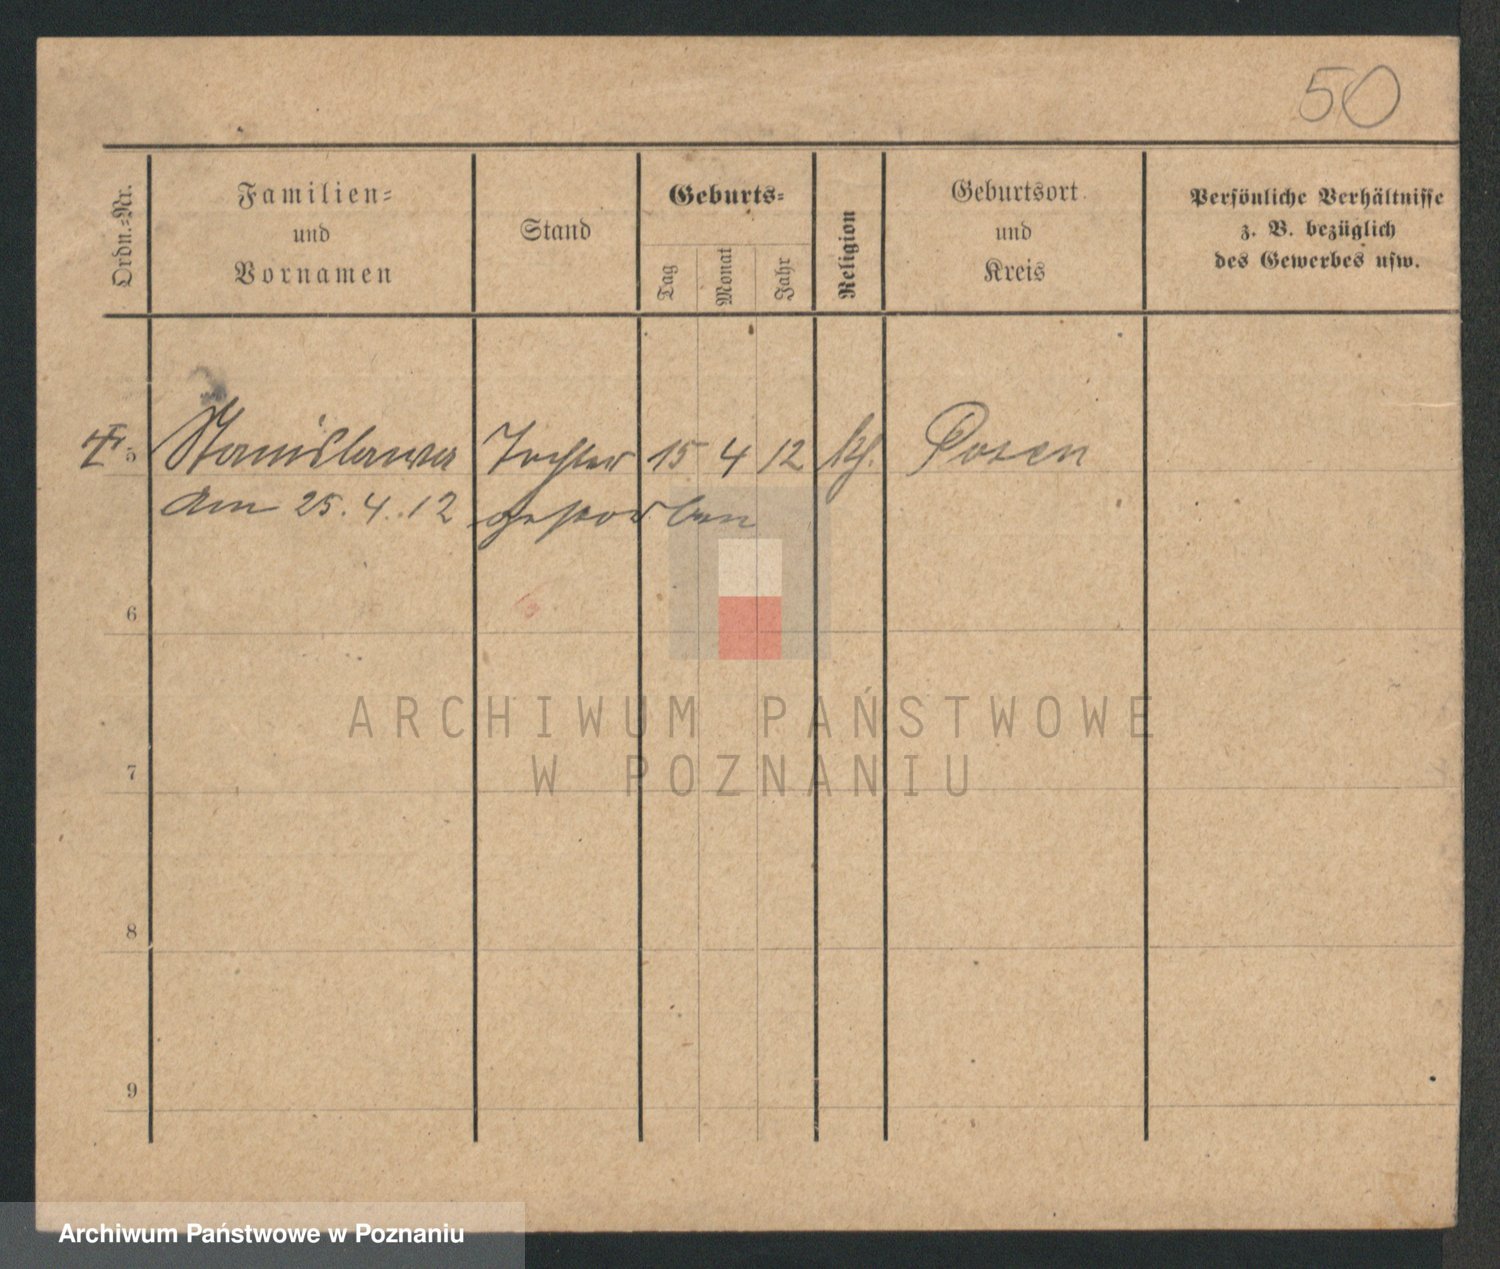 50
Ordn.-Nr.
Familien-
und
Vornamen
Stand
Geburts-
Tag
Monat
Jahr
Religion
Geburtsort
und
Kreis
Persönliche Verhältnisse
z. B. bezüglich
des Gewerbes usw.
5 Stanislawa Tochter 15 4 12 kth. Posen
am 25.4.12 gestorben
6
ARCHIWUM PAŃSTWOWE
W POZNANIU
7
8
9
Archiwum Państwowe w Poznaniu